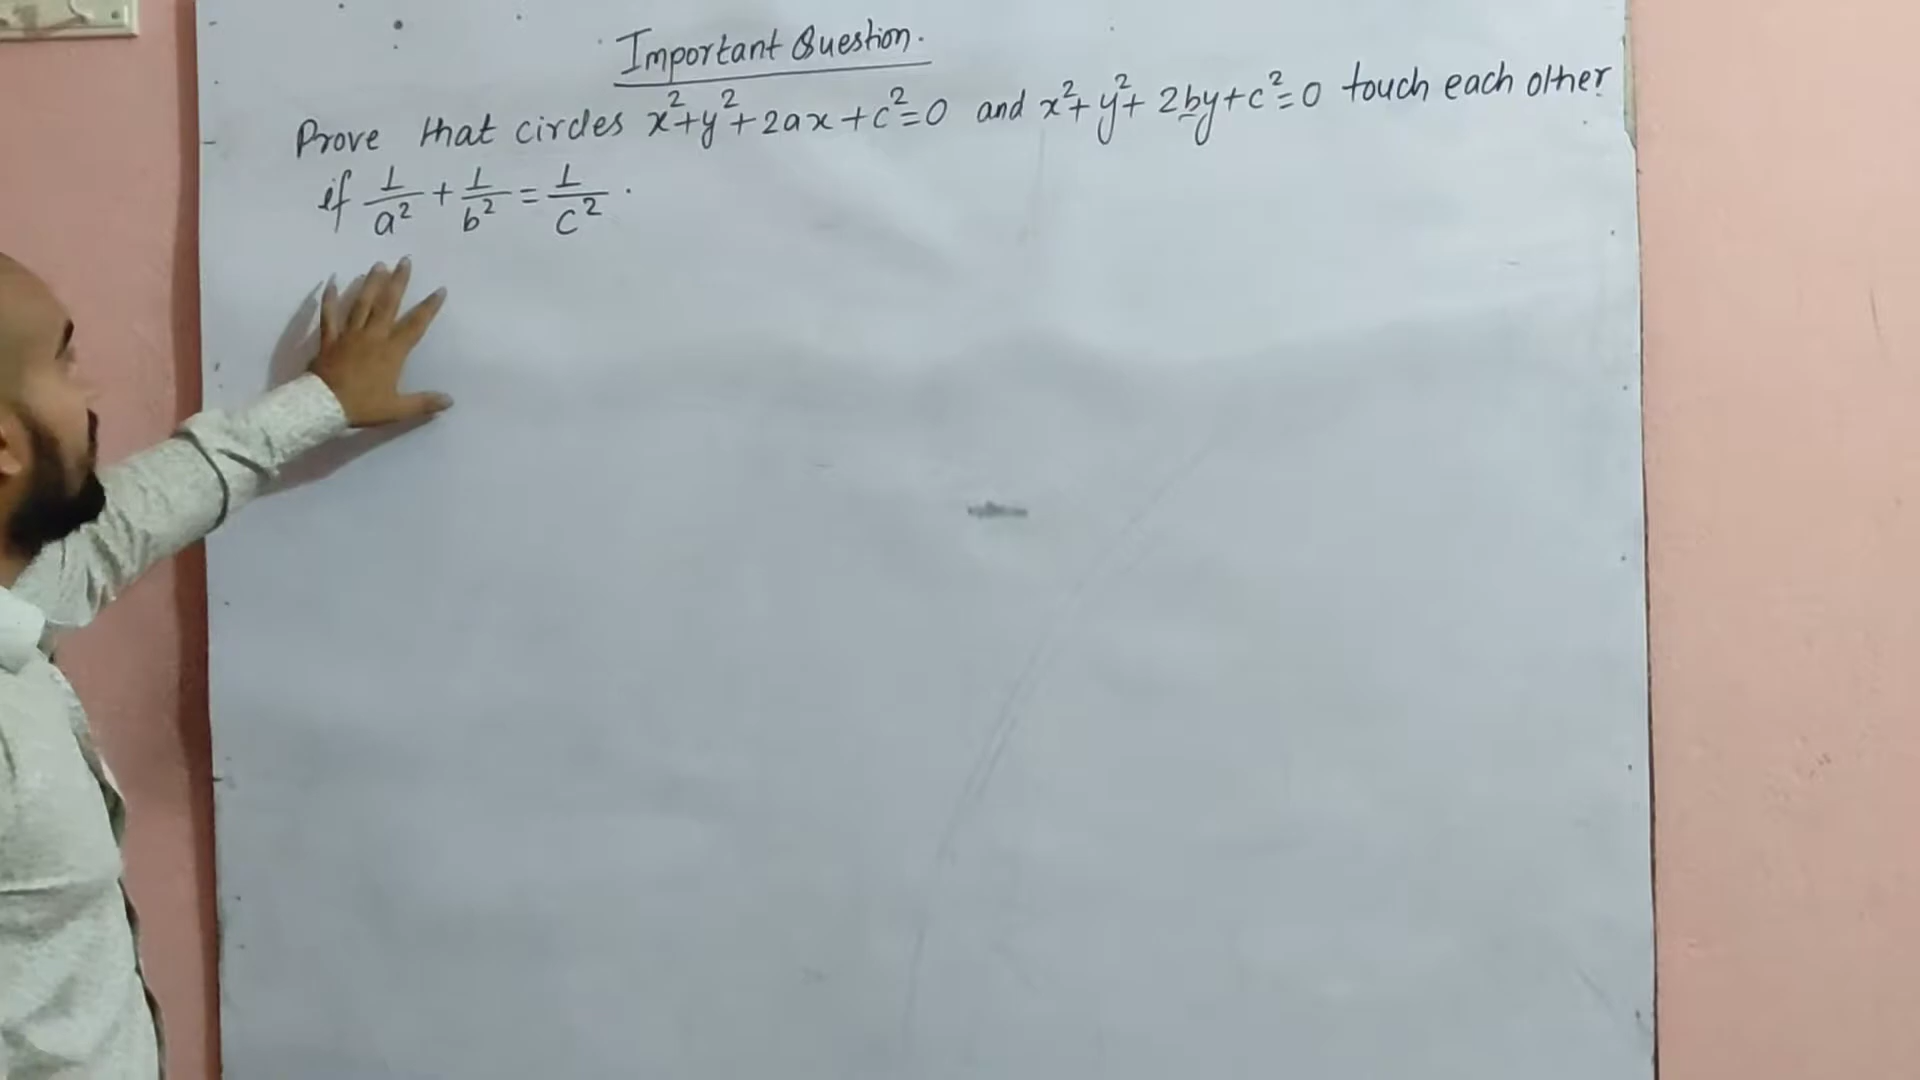 Important Question.
Prove that circles x²+y²+2ax+c²=0 and x²+y²+2by+c²=0 touch each other
if 1/a² + 1/b² = 1/c².